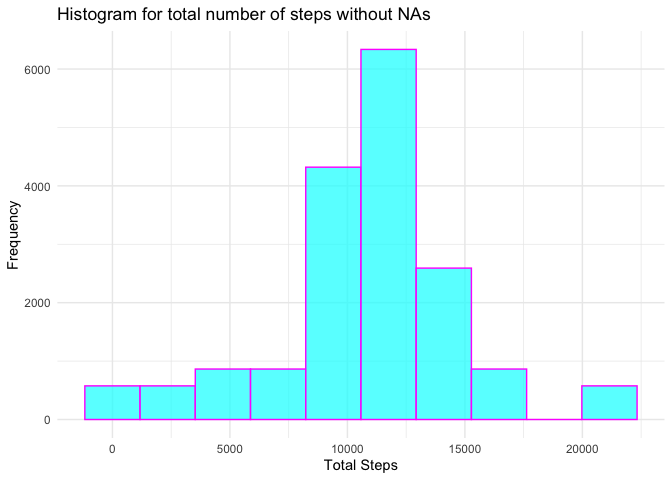 Histogram for total number of steps without NAs
6000
4000
2000
0
Frequency
0 5000 10000 15000 20000
Total Steps